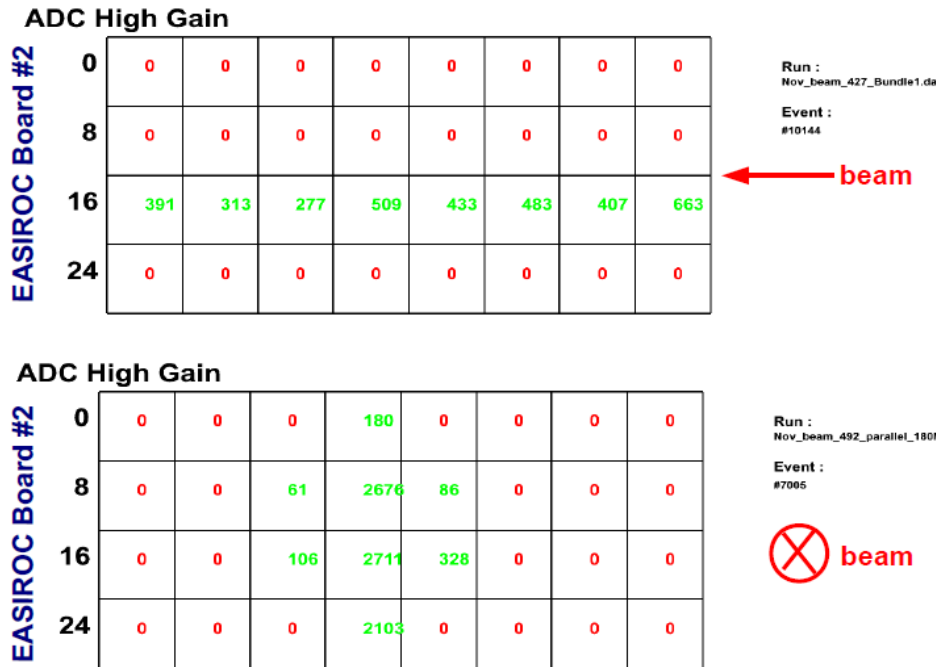 ADC High Gain
EASIROC Board #2
0 0 0 0 0 0 0 0 0
8 0 0 0 0 0 0 0 0
16 391 313 277 509 433 483 407 663
24 0 0 0 0 0 0 0 0
Run :
Nov_beam_427_Bundle1.da
Event :
#10144
beam
ADC High Gain
EASIROC Board #2
0 0 0 0 180 0 0 0 0
8 0 0 61 2676 86 0 0 0
16 0 0 106 2711 328 0 0 0
24 0 0 0 2103 0 0 0 0
Run :
Nov_beam_492_parallel_180
Event :
#7005
beam